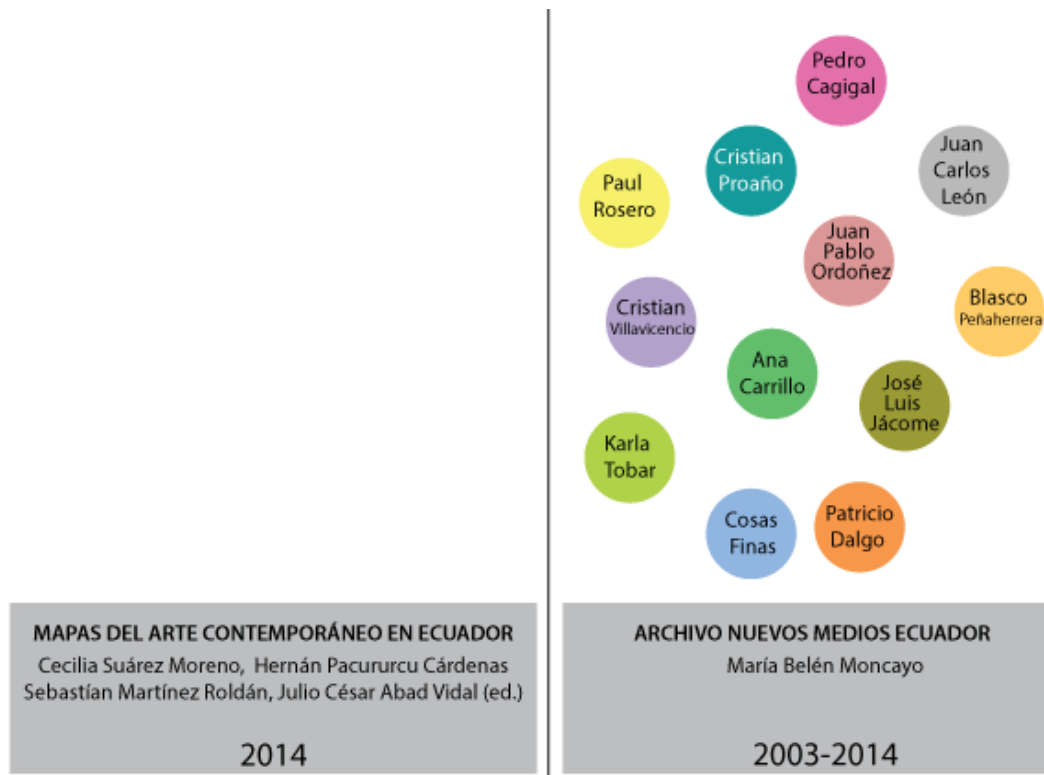 Pedro
Cagigal
Cristian
Proaño
Juan
Carlos
León
Paul
Rosero
Juan
Pablo
Ordoñez
Cristian
Villavicencio
Blasco
Peñaherrera
Ana
Carrillo
José
Luis
Jácome
Karla
Tobar
Cosas
Finas
Patricio
Dalgo
MAPAS DEL ARTE CONTEMPORÁNEO EN ECUADOR
Cecilia Suárez Moreno, Hernán Pacururcu Cárdenas
Sebastían Martínez Roldán, Julio César Abad Vidal (ed.)
2014
ARCHIVO NUEVOS MEDIOS ECUADOR
María Belén Moncayo
2003-2014